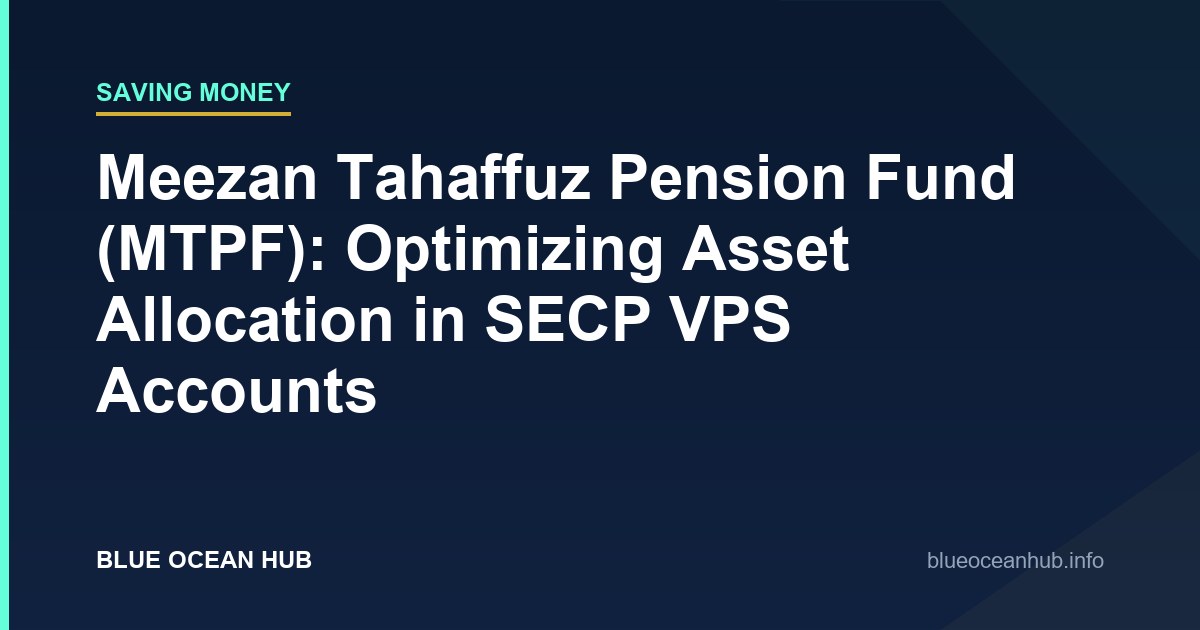 SAVING MONEY
Meezan Tahaffuz Pension Fund
(MTPF): Optimizing Asset
Allocation in SECP VPS
Accounts
BLUE OCEAN HUB
blueoceanhub.info